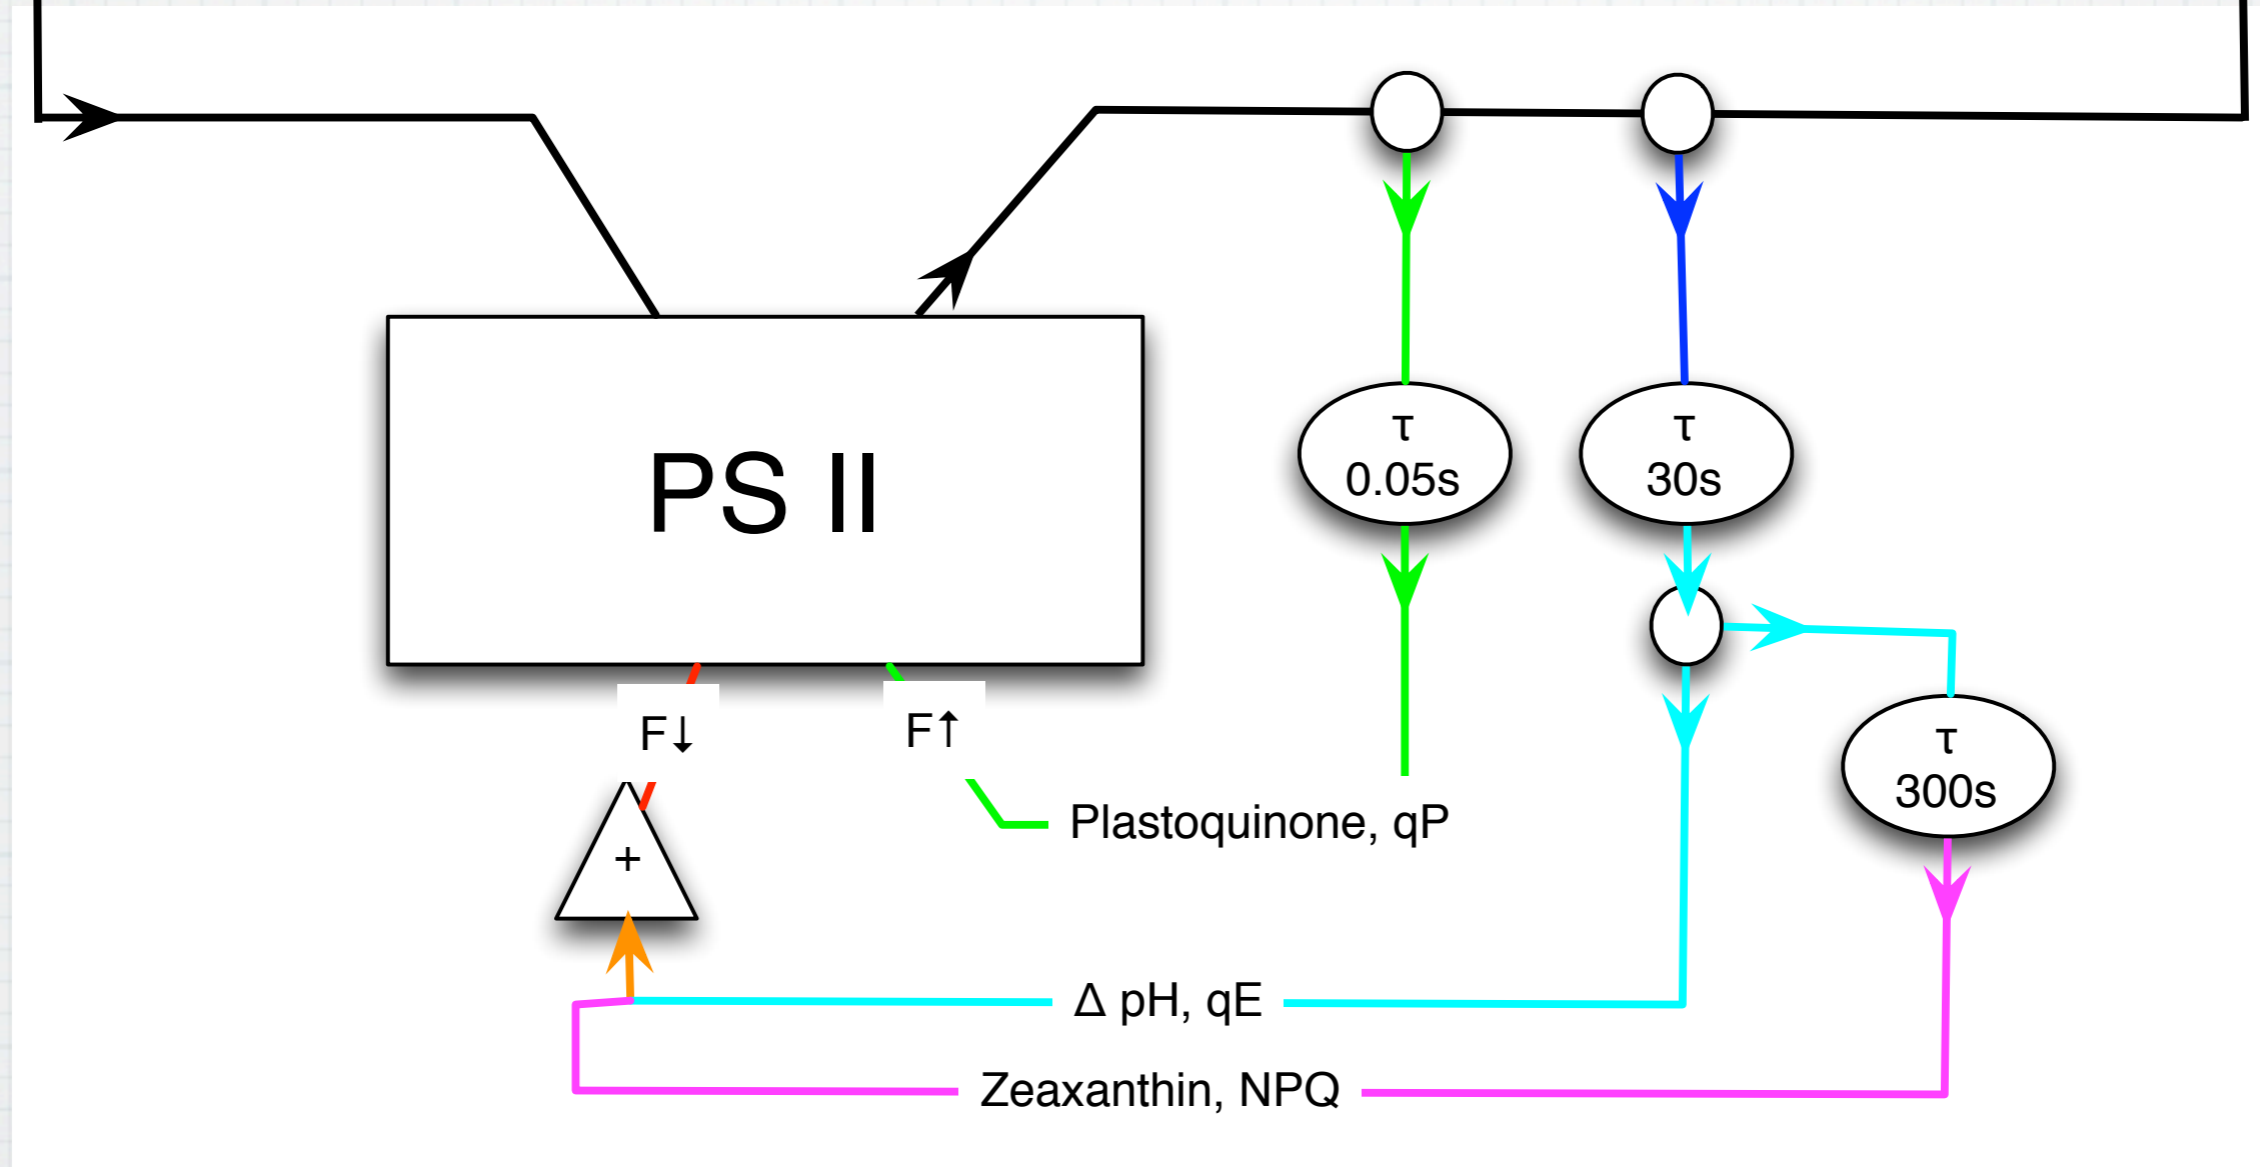 PS II
τ
0.05s
τ
30s
F↓
F↑
τ
300s
Plastoquinone, qP
+
Δ pH, qE
Zeaxanthin, NPQ